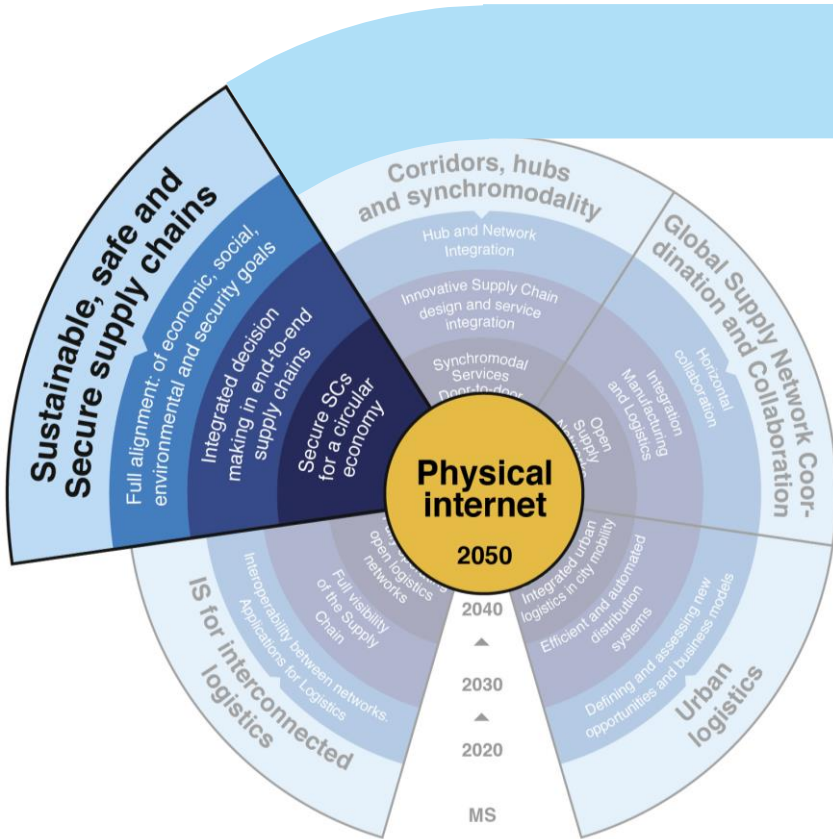 Sustainable, safe and
Secure supply chains
Full alignment: of economic, social,
environmental and security goals
Integrated decision
making in end-to-end
supply chains
Secure SCs
for a circular
economy
Corridors, hubs
and synchromodality
Hub and Network
Integration
Innovative Supply Chain
design and service
integration
Synchromodal
Services
Door-to-door
Global Supply Network Coor-
dination and Collaboration
Horizontal
collaboration
Integration
Manufacturing
and Logistics
Open
Supply
Physical
internet
2050
IS for interconnected
logistics
Interoperability between networks.
Applications for Logistics
Full visibility
of the Supply
Chain
open logistics
networks
Urban
logistics
Defining and assessing new
opportunities and business models
Efficient and automated
distribution
systems
Integrated urban
logistics in city mobility
2040
2030
2020
MS